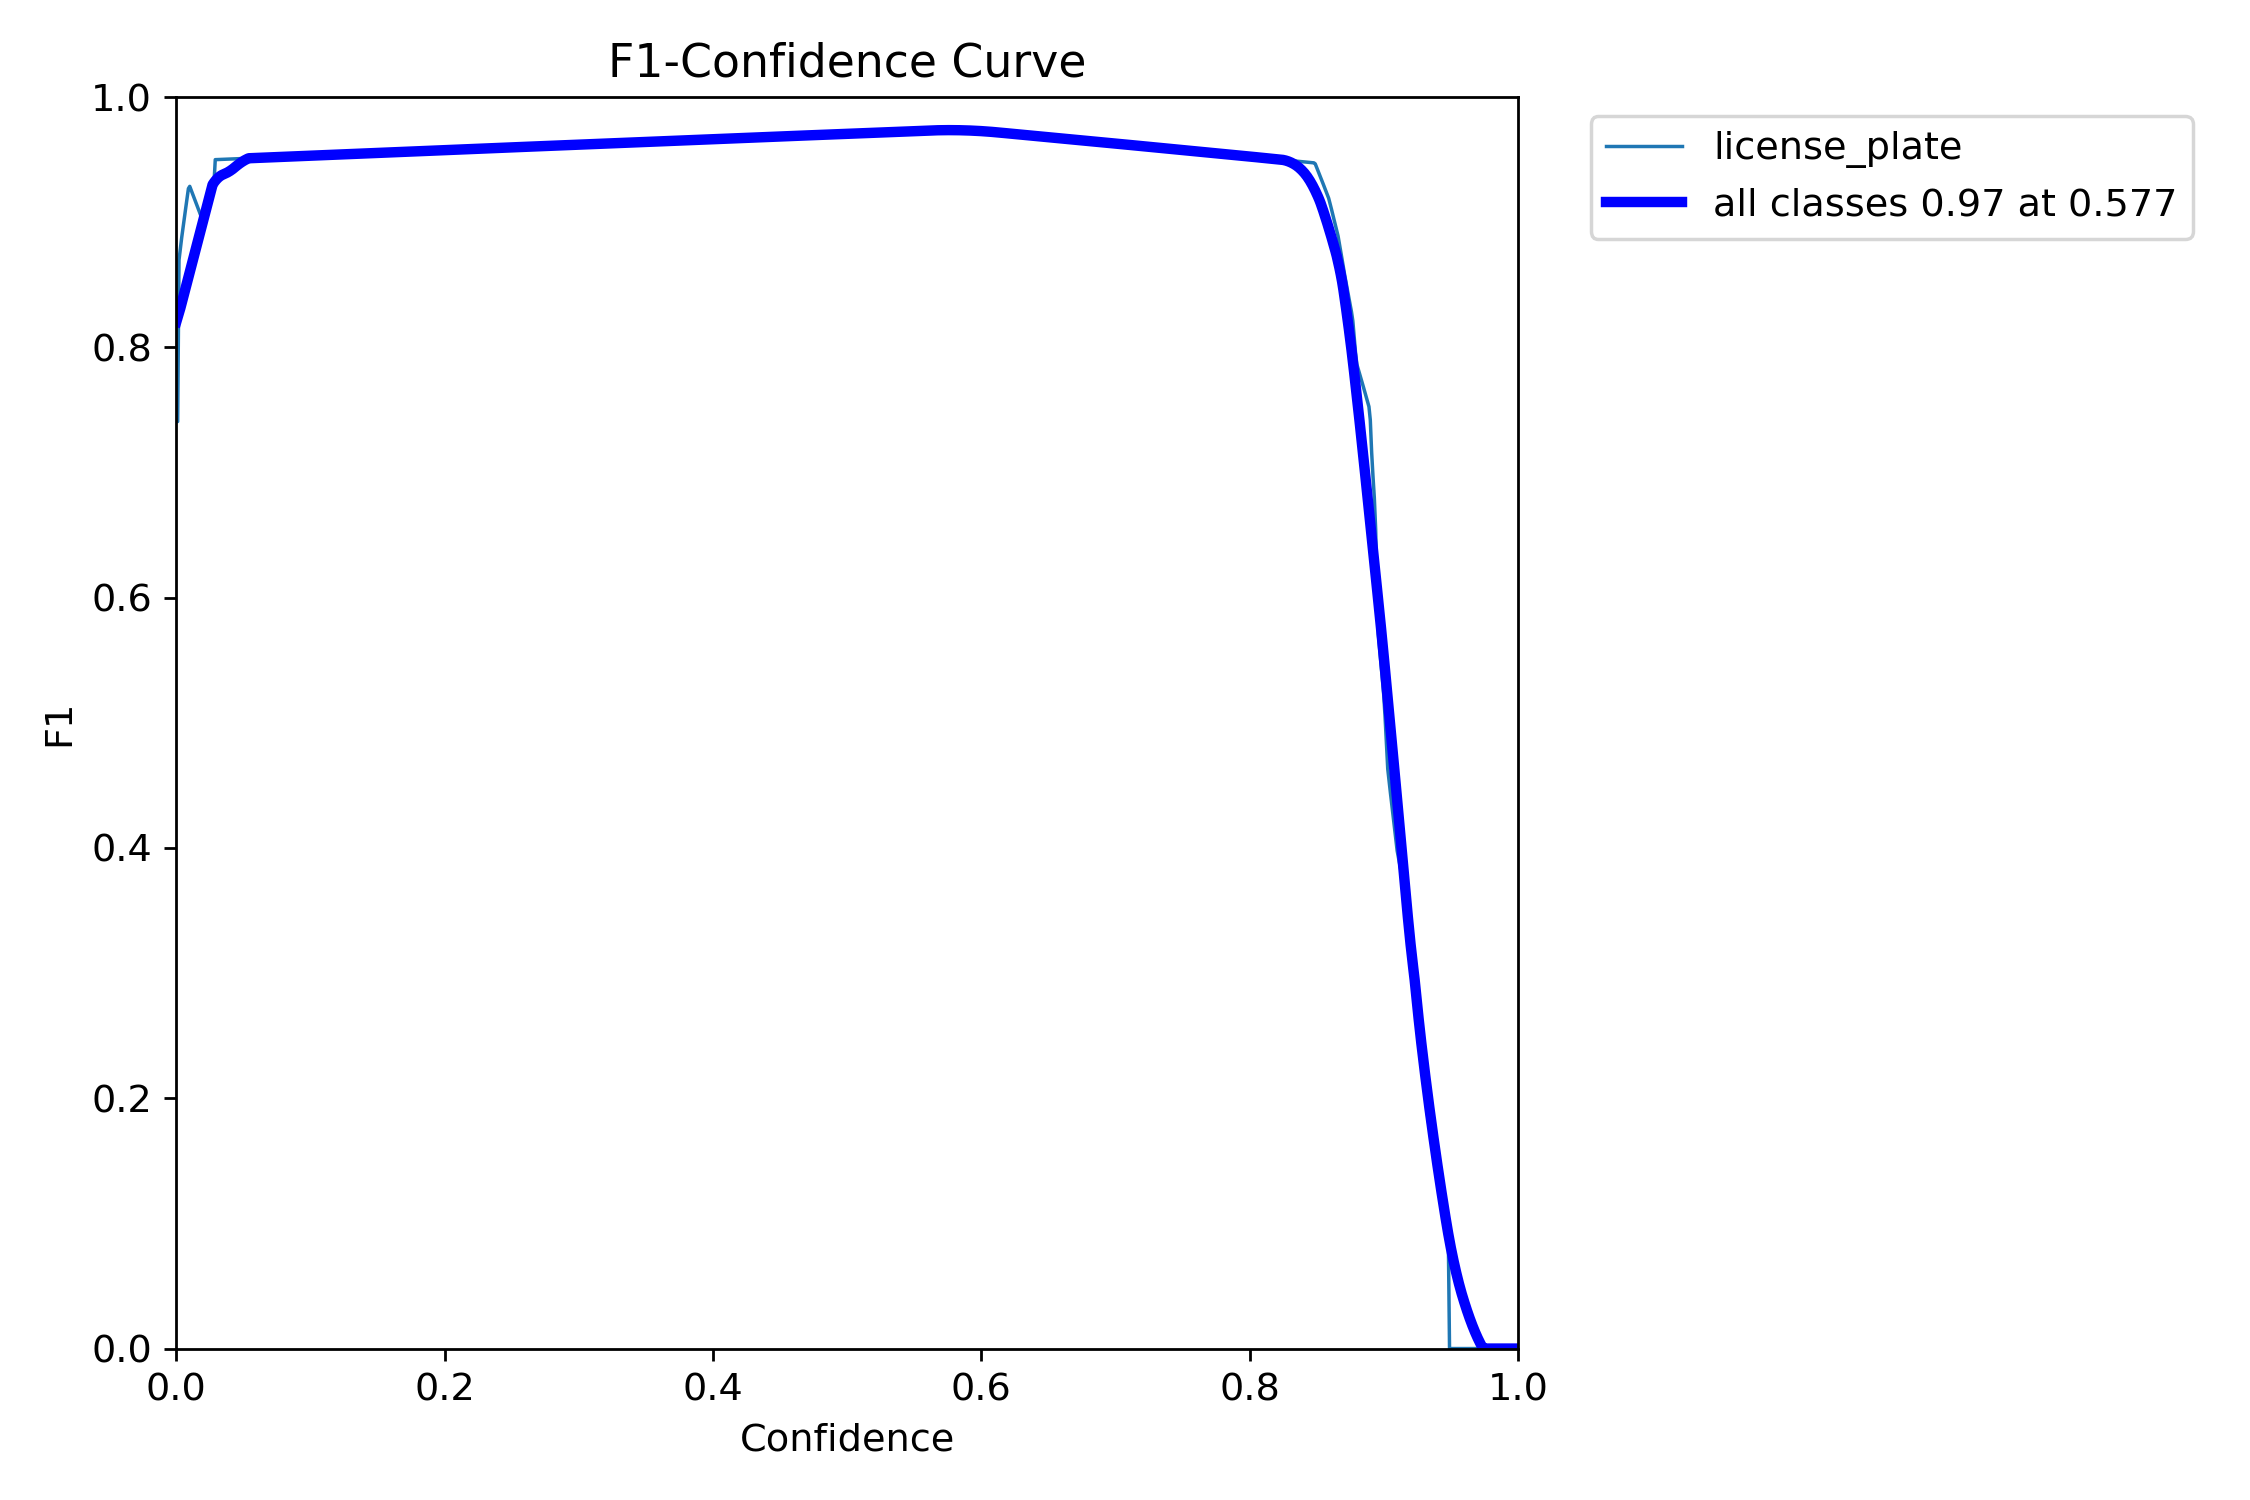 F1-Confidence Curve
license_plate
all classes 0.97 at 0.577
1.0
0.8
0.6
0.4
0.2
0.0
F1
0.0 0.2 0.4 0.6 0.8 1.0
Confidence